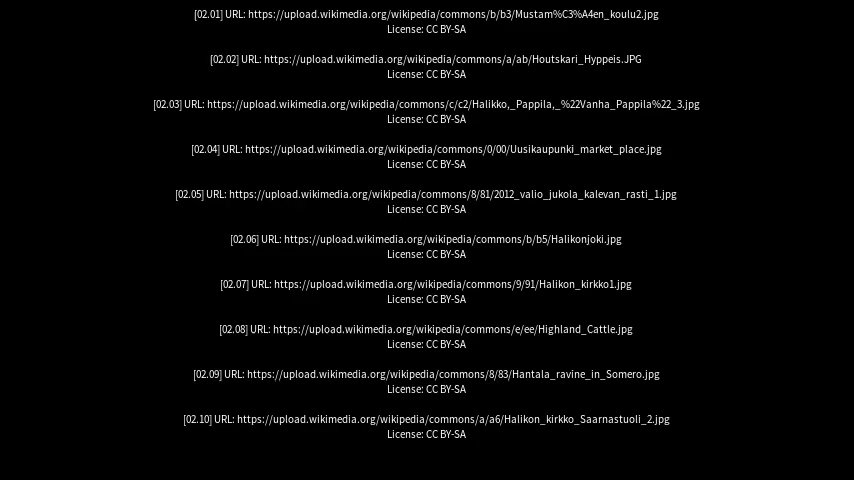 [02.01] URL: https://upload.wikimedia.org/wikipedia/commons/b/b3/Mustam%C3%A4en_koulu2.jpg
License: CC BY-SA
[02.02] URL: https://upload.wikimedia.org/wikipedia/commons/a/ab/Houtskari_Hyppeis.JPG
License: CC BY-SA
[02.03] URL: https://upload.wikimedia.org/wikipedia/commons/c/c2/Halikko,_Pappila,_%22Vanha_Pappila%22_3.jpg
License: CC BY-SA
[02.04] URL: https://upload.wikimedia.org/wikipedia/commons/0/00/Uusikaupunki_market_place.jpg
License: CC BY-SA
[02.05] URL: https://upload.wikimedia.org/wikipedia/commons/8/81/2012_valio_jukola_kalevan_rasti_1.jpg
License: CC BY-SA
[02.06] URL: https://upload.wikimedia.org/wikipedia/commons/b/b5/Halikonjoki.jpg
License: CC BY-SA
[02.07] URL: https://upload.wikimedia.org/wikipedia/commons/9/91/Halikon_kirkko1.jpg
License: CC BY-SA
[02.08] URL: https://upload.wikimedia.org/wikipedia/commons/e/ee/Highland_Cattle.jpg
License: CC BY-SA
[02.09] URL: https://upload.wikimedia.org/wikipedia/commons/8/83/Hantala_ravine_in_Somero.jpg
License: CC BY-SA
[02.10] URL: https://upload.wikimedia.org/wikipedia/commons/a/a6/Halikon_kirkko_Saarnastuoli_2.jpg
License: CC BY-SA